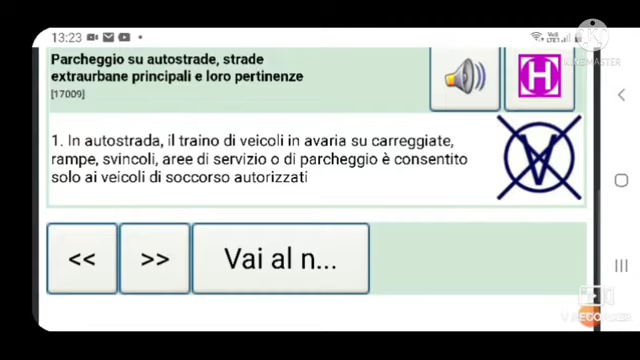 13:23
VoB
LTE1
KINEMASTER
Parcheggio su autostrade, strade
extraurbane principali e loro pertinenze
[17009]
H
1. In autostrada, il traino di veicoli in avaria su carreggiate,
rampe, svincoli, aree di servizio o di parcheggio è consentito
solo ai veicoli di soccorso autorizzati
V
<< >> Vai al n...